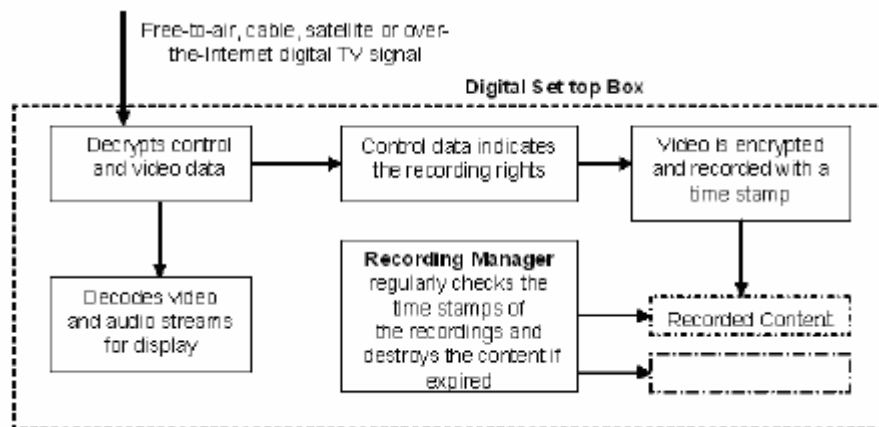 Free-to-air, cable, satellite or over-
the-Internet digital TV signal
Digital Set top Box
Decrypts control
and video data
Control data indicates
the recording rights
Video is encrypted
and recorded with a
time stamp
Decodes video
and audio streams
for display
Recording Manager
regularly checks the
time stamps of
the recordings and
destroys the content if
expired
Recorded Content